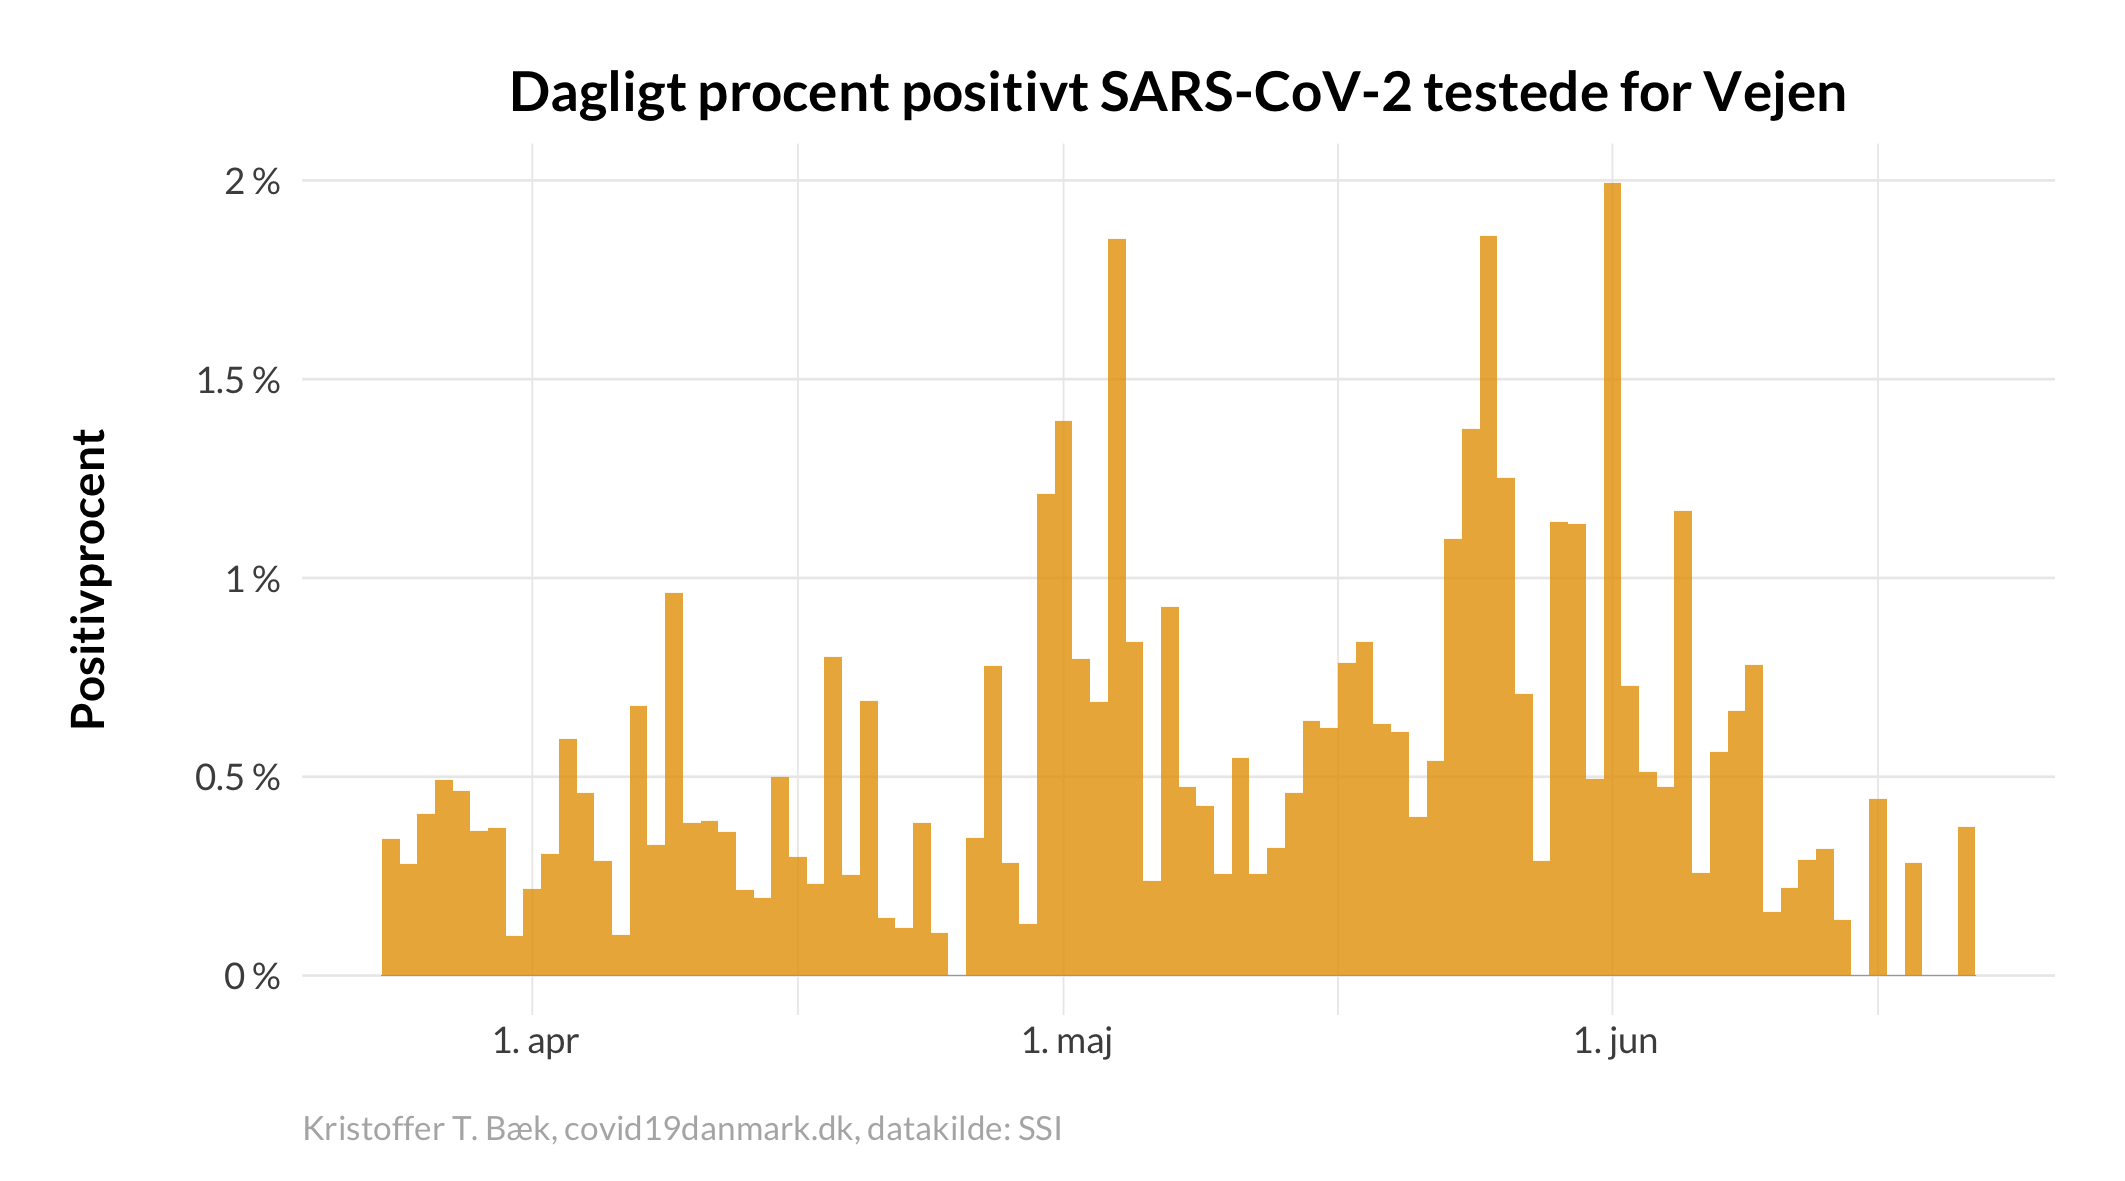 Dagligt procent positivt SARS-CoV-2 testede for Vejen
Positivprocent
2 %
1.5 %
1 %
0.5 %
0 %
1. apr
1. maj
1. jun
Kristoffer T. Bæk, covid19danmark.dk, datakilde: SSI